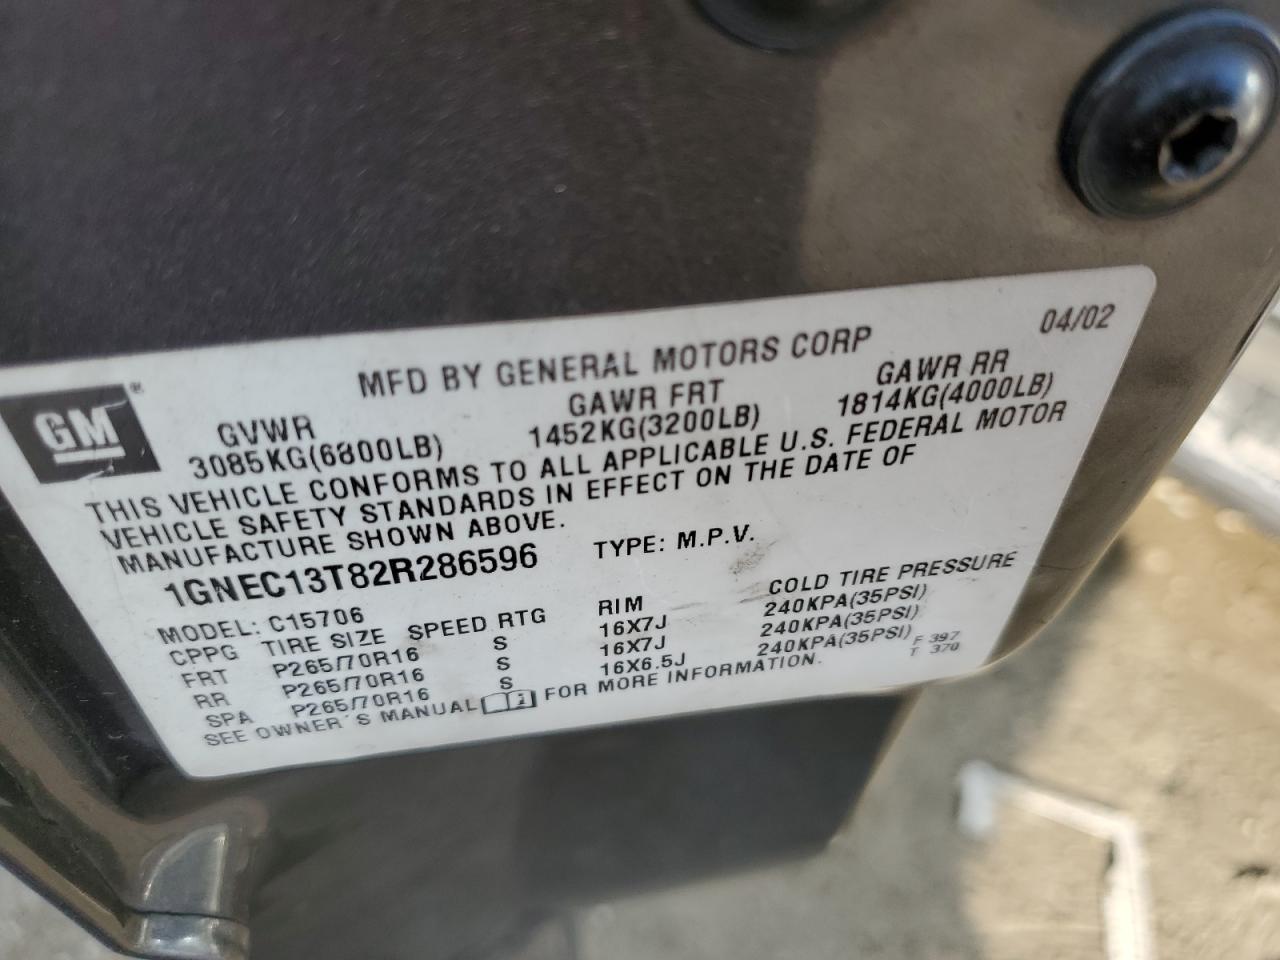 04/02
MFD BY GENERAL MOTORS CORP
GM
GVWR GAWR FRT GAWR RR
3085KG(6800LB) 1452KG(3200LB) 1814KG(4000LB)
THIS VEHICLE CONFORMS TO ALL APPLICABLE U.S. FEDERAL MOTOR
VEHICLE SAFETY STANDARDS IN EFFECT ON THE DATE OF
MANUFACTURE SHOWN ABOVE.
1GNEC13T82R286596 TYPE: M.P.V.
MODEL: C15706
CPPG TIRE SIZE SPEED RTG RIM COLD TIRE PRESSURE
FRT P265/70R16 S 16X7J 240KPA(35PSI)
RR P265/70R16 S 16X7J 240KPA(35PSI)
SPA P265/70R16 S 16X6.5J 240KPA(35PSI)
SEE OWNER'S MANUAL FOR MORE INFORMATION.
F 397
T 370